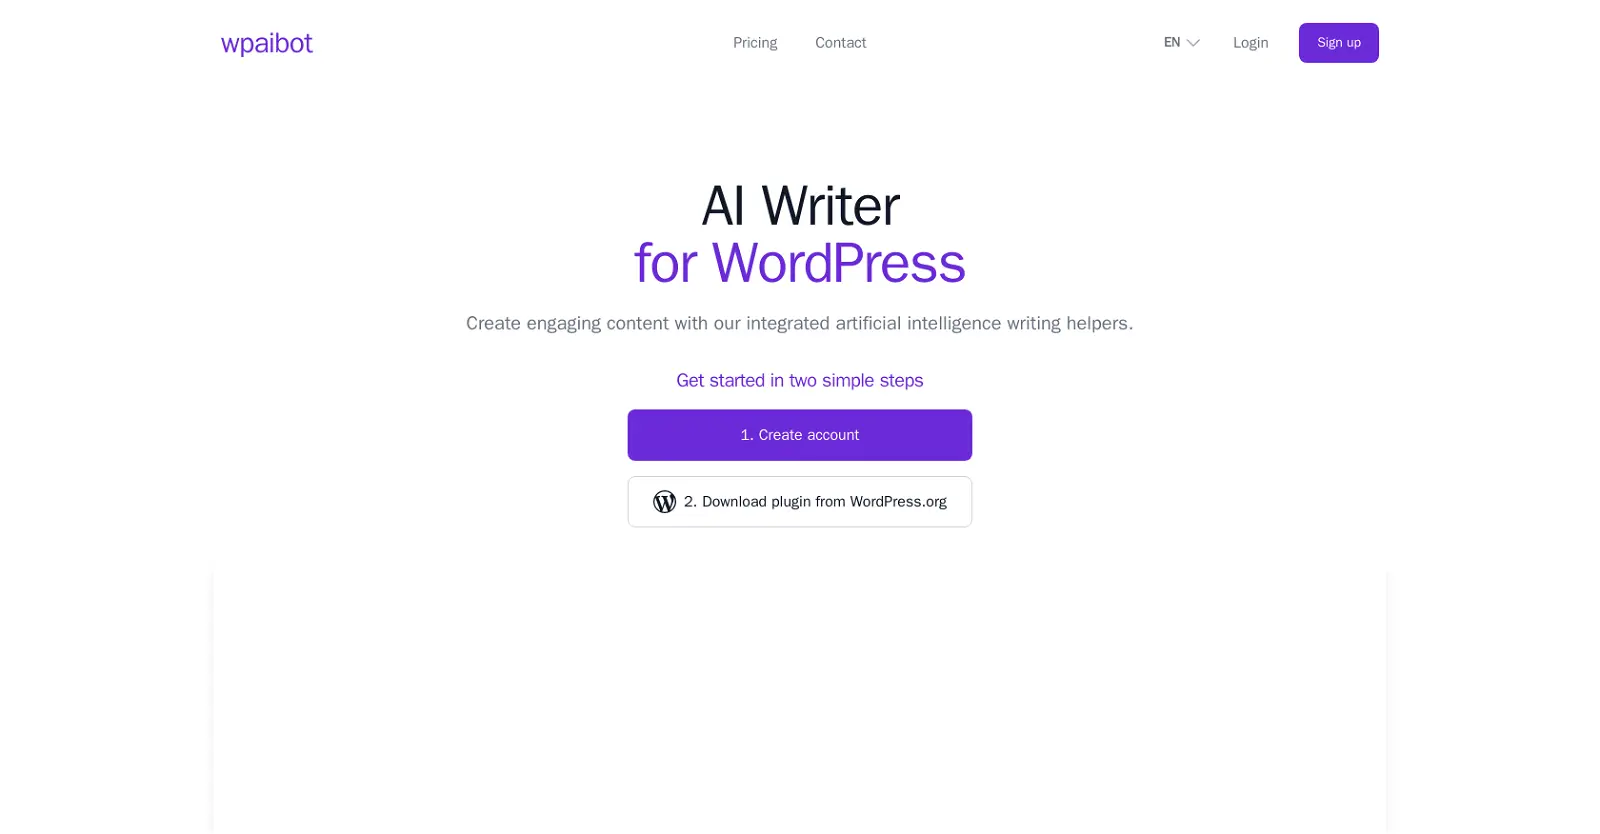 wpaibot
Pricing
Contact
EN
Login
Sign up
AI Writer
for WordPress
Create engaging content with our integrated artificial intelligence writing helpers.
Get started in two simple steps
1. Create account
2. Download plugin from WordPress.org